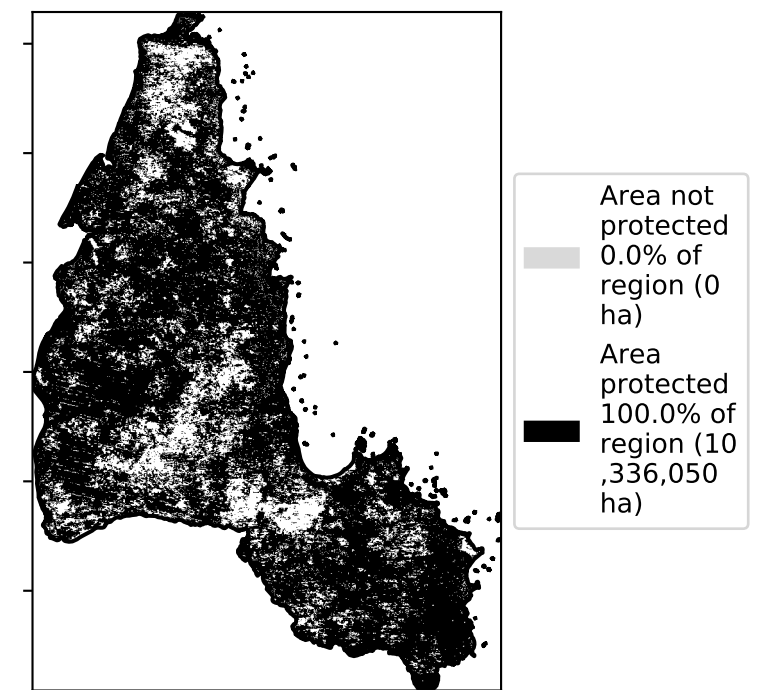 Area not
protected
0.0% of
region (0
ha)
Area
protected
100.0% of
region (10
,336,050
ha)